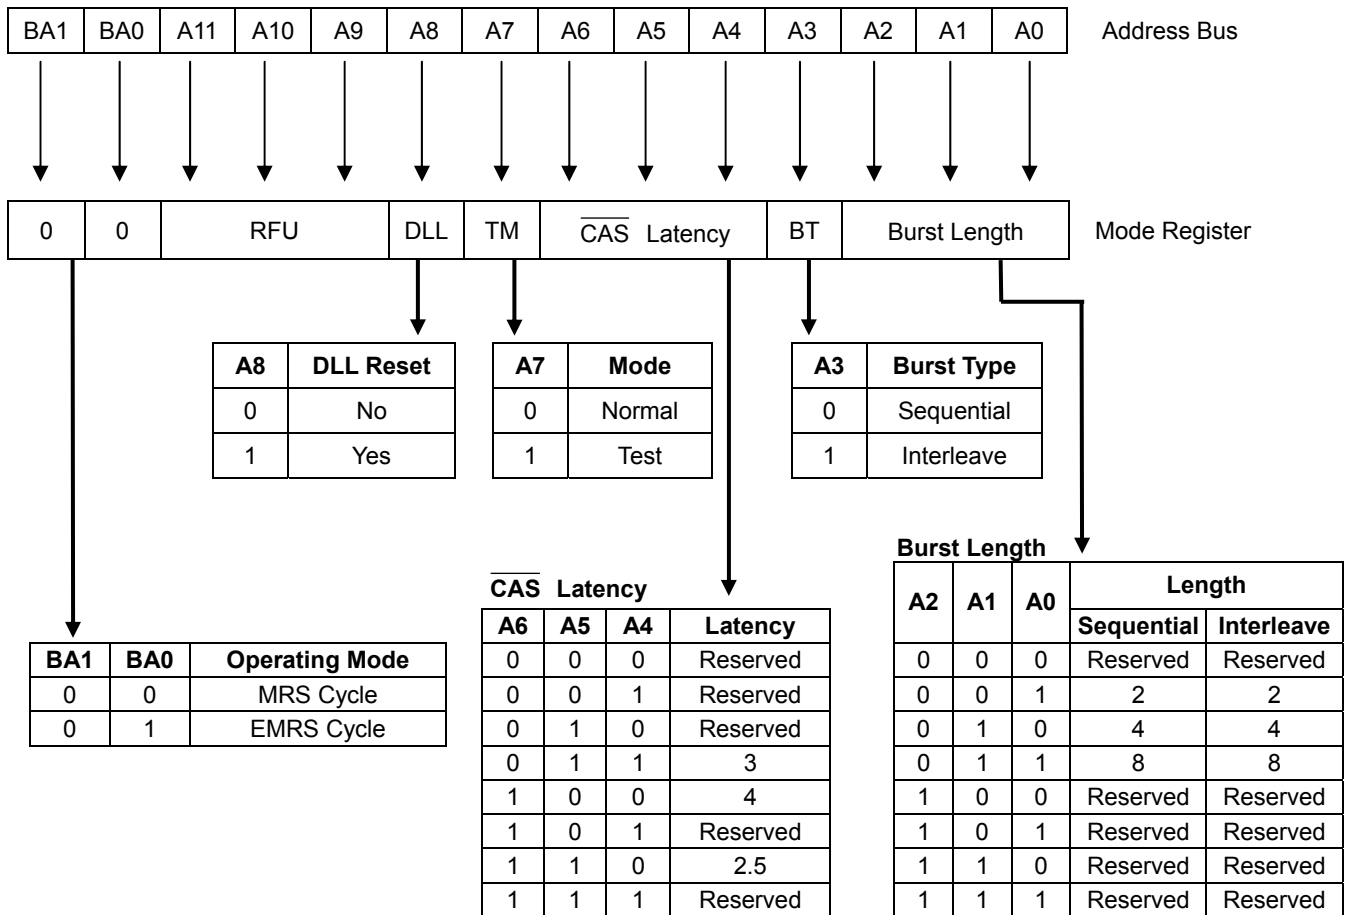 BA1 BA0 A11 A10 A9 A8 A7 A6 A5 A4 A3 A2 A1 A0 Address Bus
0 0 RFU DLL TM CAS Latency BT Burst Length Mode Register
A8 DLL Reset
0 No
1 Yes
A7 Mode
0 Normal
1 Test
A3 Burst Type
0 Sequential
1 Interleave
BA1 BA0 Operating Mode
0 0 MRS Cycle
0 1 EMRS Cycle
CAS Latency
A6 A5 A4 Latency
0 0 0 Reserved
0 0 1 Reserved
0 1 0 Reserved
0 1 1 3
1 0 0 4
1 0 1 Reserved
1 1 0 2.5
1 1 1 Reserved
Burst Length
A2 A1 A0 Length
Sequential Interleave
0 0 0 Reserved Reserved
0 0 1 2 2
0 1 0 4 4
0 1 1 8 8
1 0 0 Reserved Reserved
1 0 1 Reserved Reserved
1 1 0 Reserved Reserved
1 1 1 Reserved Reserved